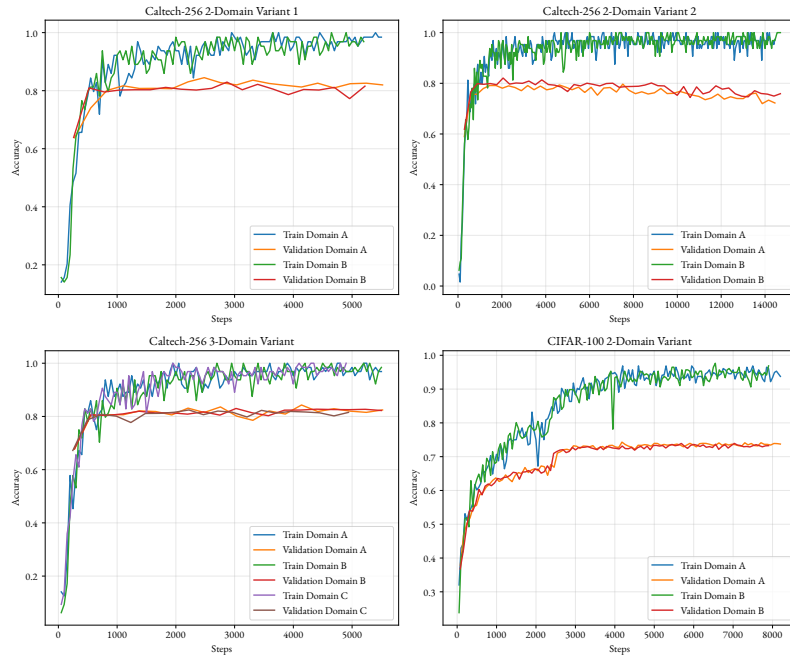 Caltech-256 2-Domain Variant 1
1.0
0.8
0.6
0.4
0.2
Accuracy
0
1000
2000
3000
4000
5000
Steps
Train Domain A
Validation Domain A
Train Domain B
Validation Domain B
Caltech-256 2-Domain Variant 2
1.0
0.8
0.6
0.4
0.2
0.0
Accuracy
0
2000
4000
6000
8000
10000
12000
14000
Steps
Train Domain A
Validation Domain A
Train Domain B
Validation Domain B
Caltech-256 3-Domain Variant
1.0
0.8
0.6
0.4
0.2
Accuracy
0
1000
2000
3000
4000
5000
Steps
Train Domain A
Validation Domain A
Train Domain B
Validation Domain B
Train Domain C
Validation Domain C
CIFAR-100 2-Domain Variant
1.0
0.9
0.8
0.7
0.6
0.5
0.4
0.3
Accuracy
0
1000
2000
3000
4000
5000
6000
7000
8000
Steps
Train Domain A
Validation Domain A
Train Domain B
Validation Domain B